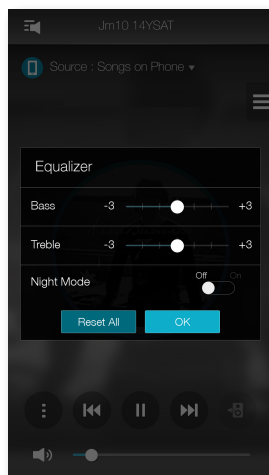 Jm10 14YSAT
Source : Songs on Phone
Equalizer
Bass -3 +3
Treble -3 +3
Night Mode Off On
Reset All OK